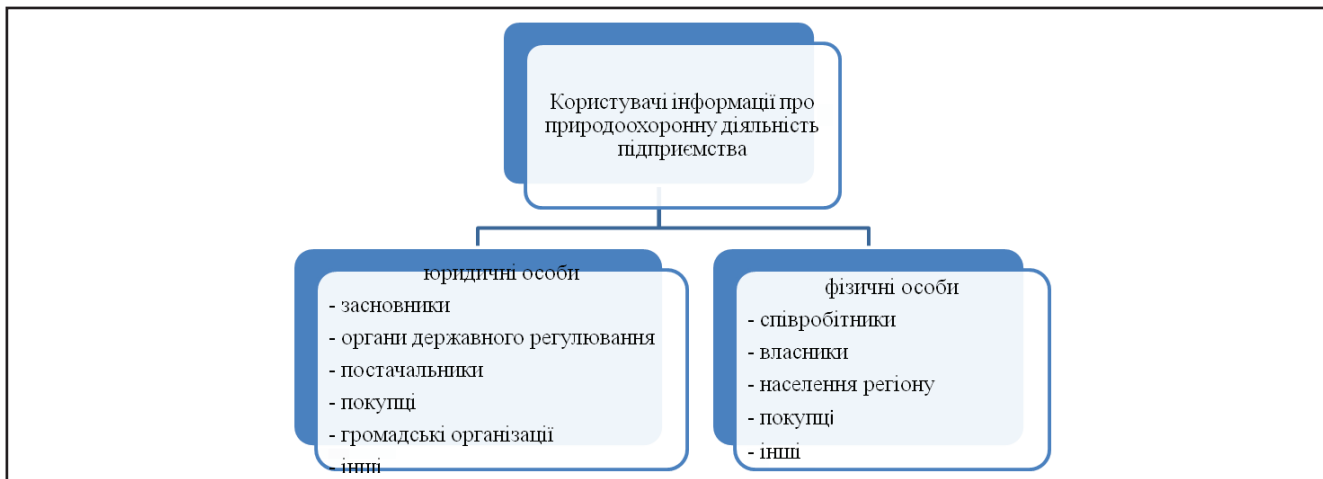 Користувачі інформації про
природоохоронну діяльність
підприємства
юридичні особи
- засновники
- органи державного регулювання
- постачальники
- покупці
- громадські організації
- інші
фізичні особи
- співробітники
- власники
- населення регіону
- покупці
- інші